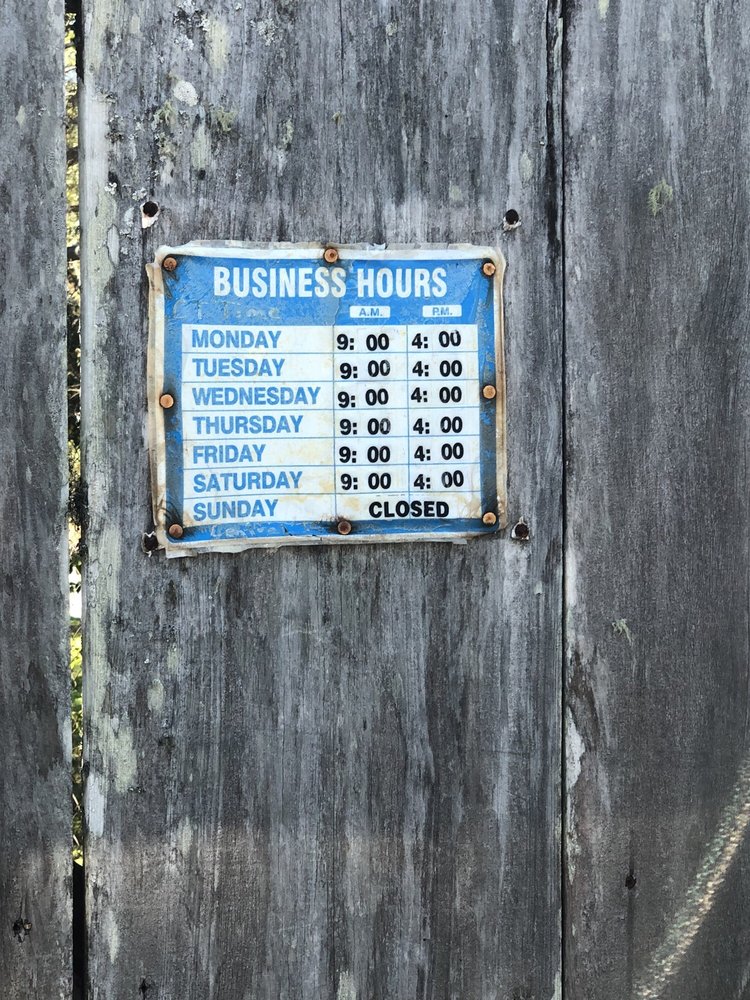 BUSINESS HOURS
A.M. P.M.
MONDAY 9: 00 4: 00
TUESDAY 9: 00 4: 00
WEDNESDAY 9: 00 4: 00
THURSDAY 9: 00 4: 00
FRIDAY 9: 00 4: 00
SATURDAY 9: 00 4: 00
SUNDAY CLOSED